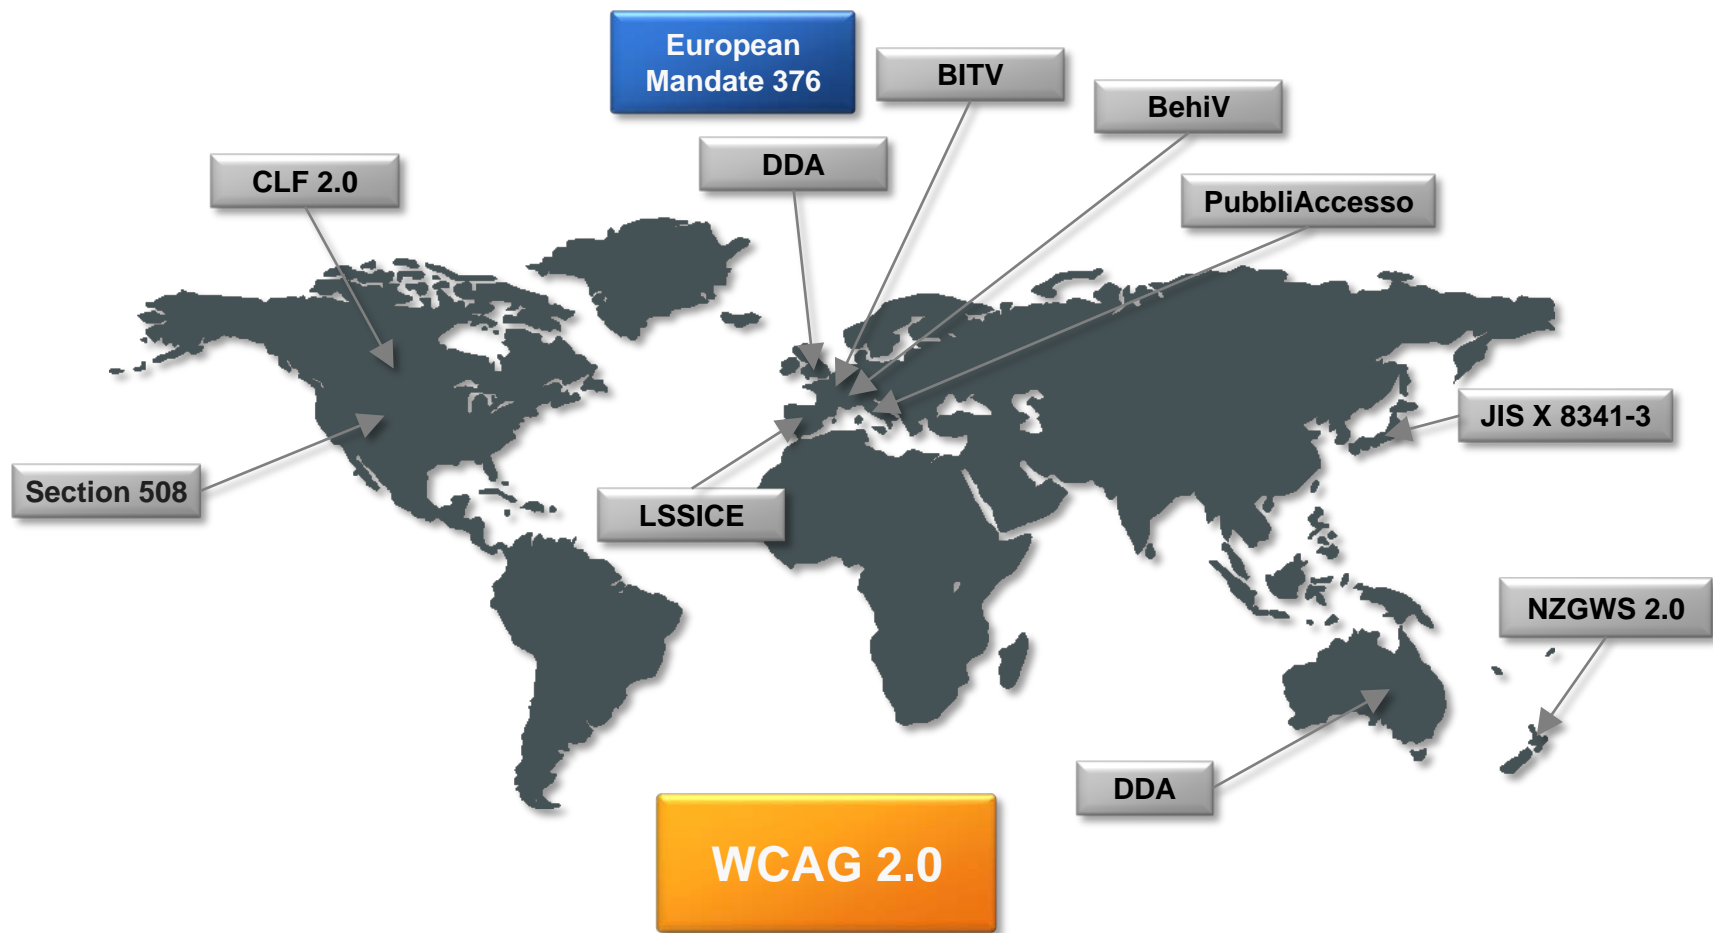 European
Mandate 376
BITV
BehiV
DDA
CLF 2.0
PubbliAccesso
JIS X 8341-3
Section 508
LSSICE
NZGWS 2.0
DDA
WCAG 2.0